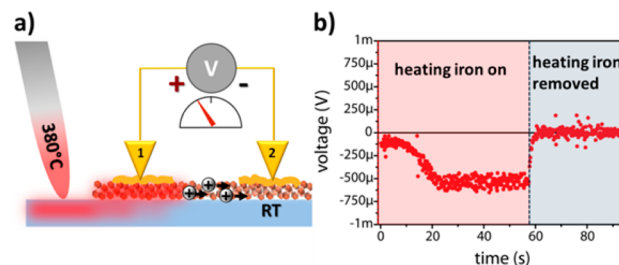 a)
V
+
-
380°C
1
2
+
+
+
RT
b)
voltage (V)
1m
750µ
500µ
250µ
0
-250µ
-500µ
-750µ
-1m
heating iron on
heating iron
removed
0
20
40
60
80
time (s)